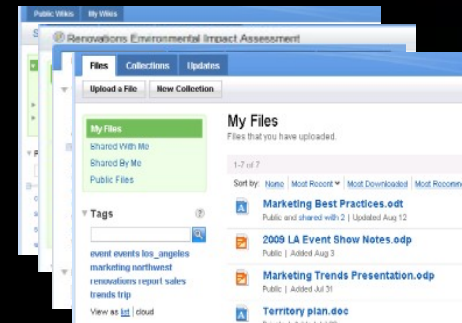 Public Wikis My Wikis
Renovations Environmental Impact Assessment
Files Collections Updates
Upload a File New Collection
My Files
Shared With Me
Shared By Me
Public Files
Tags ?
event events los_angeles
marketing northwest
renovations report sales
trends trip
View as list | cloud
My Files
Files that you have uploaded.
1-7 of 7
Sort by: Name | Most Recent | Most Downloaded | Most Recomm
Marketing Best Practices.odt
Public and shared with 2 | Updated Aug 12
2009 LA Event Show Notes.odp
Public | Added Aug 3
Marketing Trends Presentation.odp
Public | Added Jul 31
Territory plan.doc